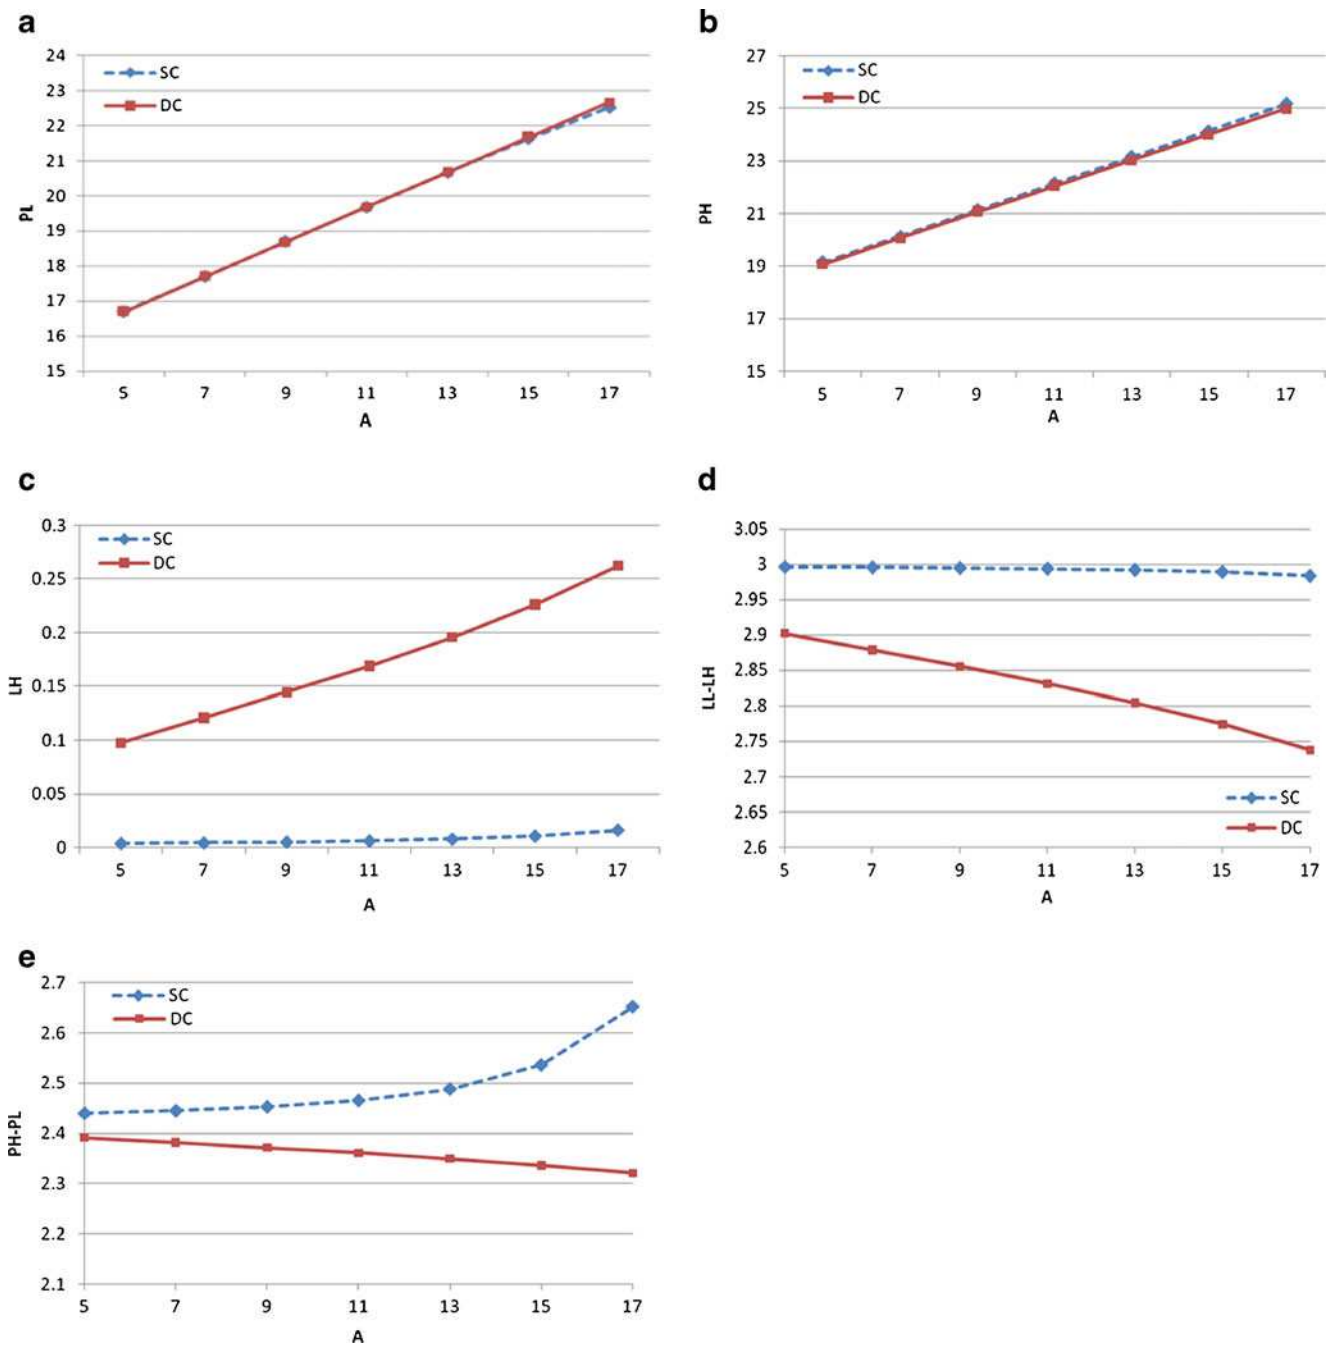 a
24
23
22
21
20
19
18
17
16
15
SC
DC
PL
5 7 9 11 13 15 17
A
b
27
25
23
21
19
17
15
SC
DC
PH
5 7 9 11 13 15 17
A
c
0.3
0.25
0.2
0.15
0.1
0.05
0
SC
DC
LH
5 7 9 11 13 15 17
A
d
3.05
3
2.95
2.9
2.85
2.8
2.75
2.7
2.65
2.6
SC
DC
LL-LH
5 7 9 11 13 15 17
A
e
2.7
2.6
2.5
2.4
2.3
2.2
2.1
SC
DC
PH-PL
5 7 9 11 13 15 17
A